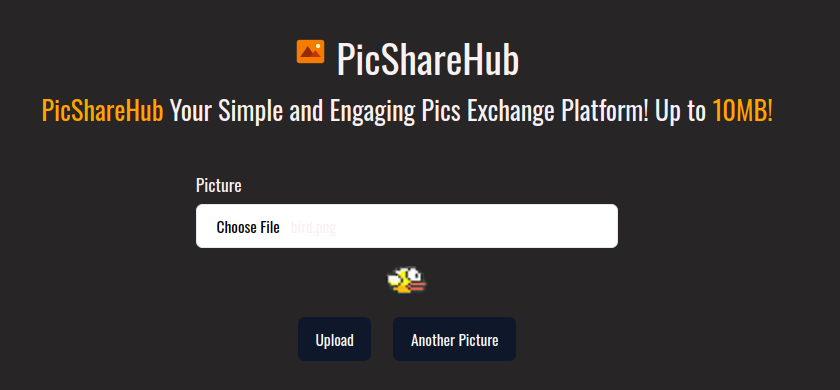 PicShareHub
PicShareHub Your Simple and Engaging Pics Exchange Platform! Up to 10MB!
Picture
Choose File bird.png
Upload Another Picture